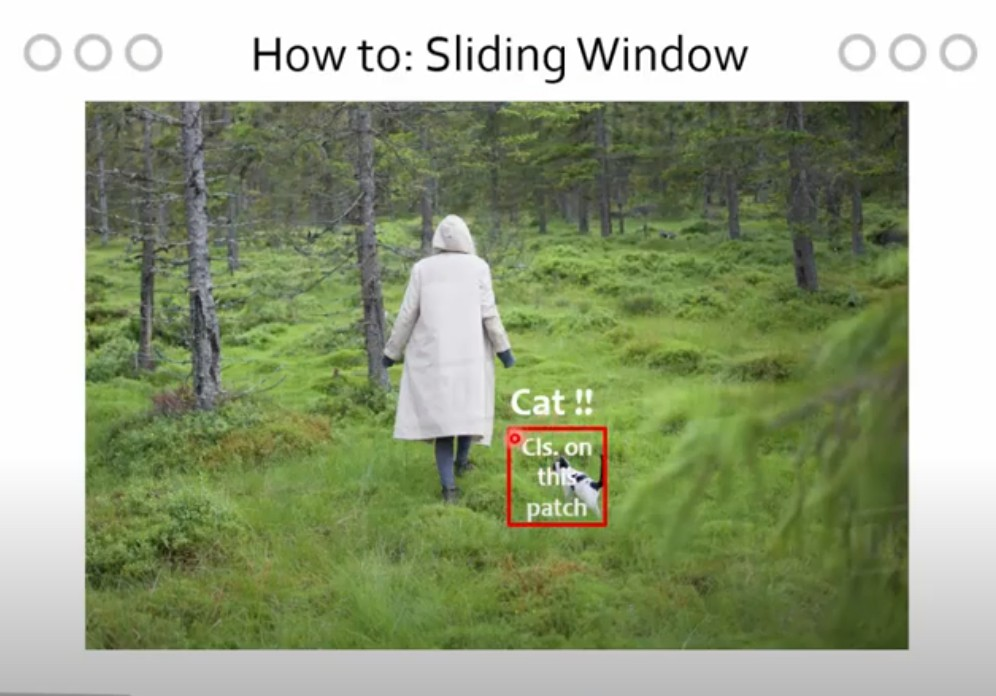 How to: Sliding Window
Cat !!
Cls. on
this
patch